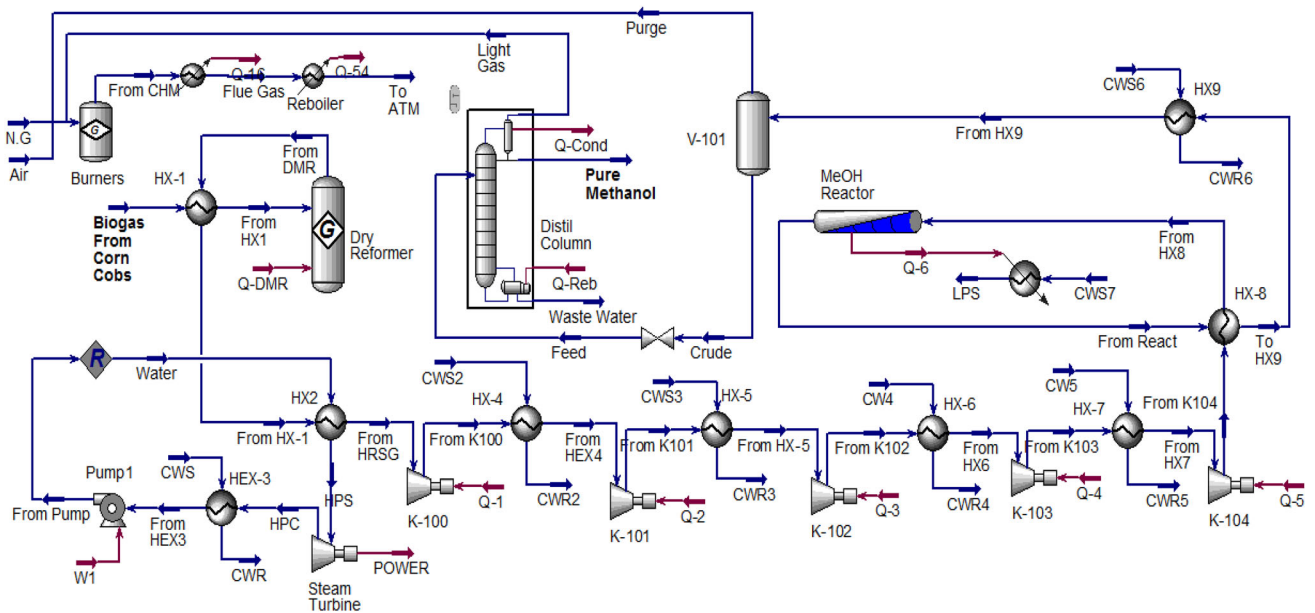 Purge
Light
Gas
From CHM
Q-16
Flue Gas
Q-54
Reboiler
To
ATM
N.G
Air
G
Burners
HX-1
From
DMR
Biogas
From
Corn
Cobs
From
HX1
G
Dry
Reformer
Q-DMR
Q-Cond
Pure
Methanol
Distil
Column
Q-Reb
Waste Water
Feed
Crude
V-101
From HX9
CWS6
HX9
CWR6
MeOH
Reactor
From
HX8
Q-6
LPS
CWS7
HX-8
From React
To
HX9
R
Water
HX2
From HX-1
From
HRSG
CWS2
HX-4
From K100
From
HEX4
CWR2
CWS3
HX-5
From K101
From HX-5
CWR3
CW4
HX-6
From K102
From
HX6
CWR4
CW5
HX-7
From K104
From K103
From
HX7
CWR5
Pump1
CWS
HEX-3
From Pump
From
HEX3
HPC
HPS
CWR
W1
Steam
Turbine
POWER
K-100
Q-1
K-101
Q-2
K-102
Q-3
K-103
Q-4
K-104
Q-5